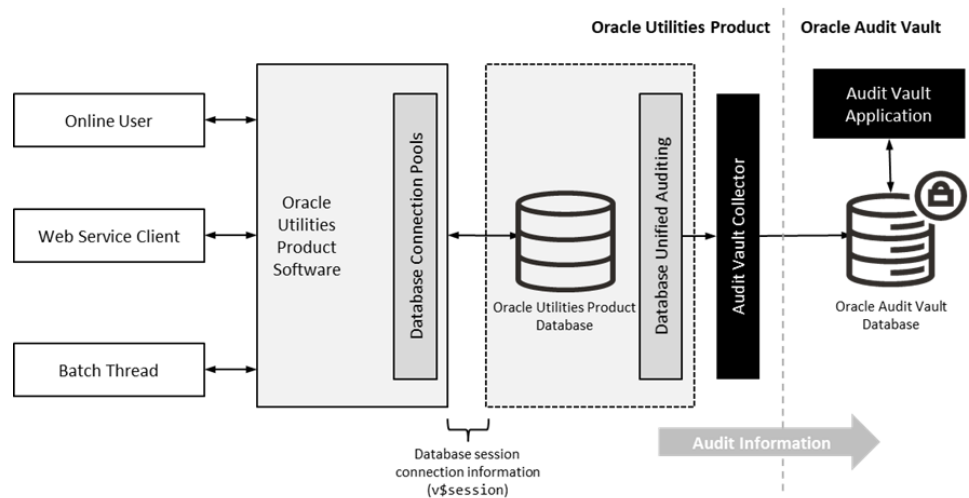 Oracle Utilities Product
Oracle Audit Vault
Online User
Web Service Client
Batch Thread
Oracle
Utilities
Product
Software
Database Connection Pools
Oracle Utilities Product
Database
Database Unified Auditing
Audit Vault Collector
Audit Vault
Application
Oracle Audit Vault
Database
Database session
connection information
(v$session)
Audit Information